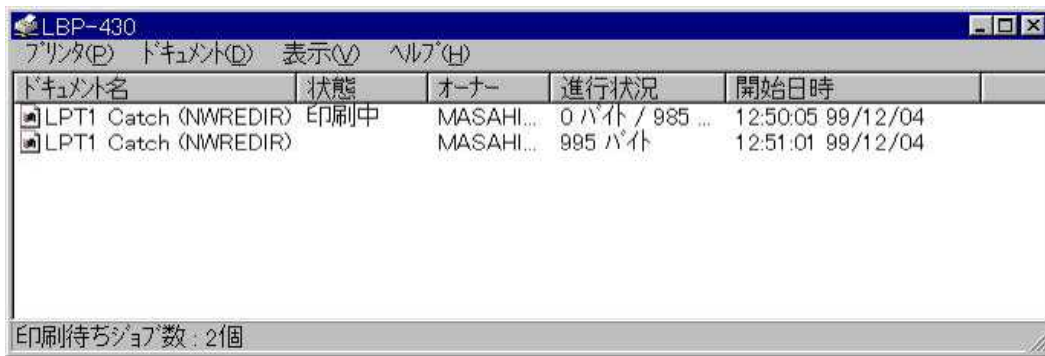 LBP-430
ﾌﾟﾘﾝﾀ(P) ﾄﾞｷｭﾒﾝﾄ(D) 表示(V) ﾍﾙﾌﾟ(H)
ﾄﾞｷｭﾒﾝﾄ名 状態 ｵｰﾅｰ 進行状況 開始日時
LPT1 Catch (NWREDIR) 印刷中 MASAHI... 0 ﾊﾞｲﾄ / 985 ... 12:50:05 99/12/04
LPT1 Catch (NWREDIR) MASAHI... 995 ﾊﾞｲﾄ 12:51:01 99/12/04
印刷待ちｼﾞｮﾌﾞ数 : 2個